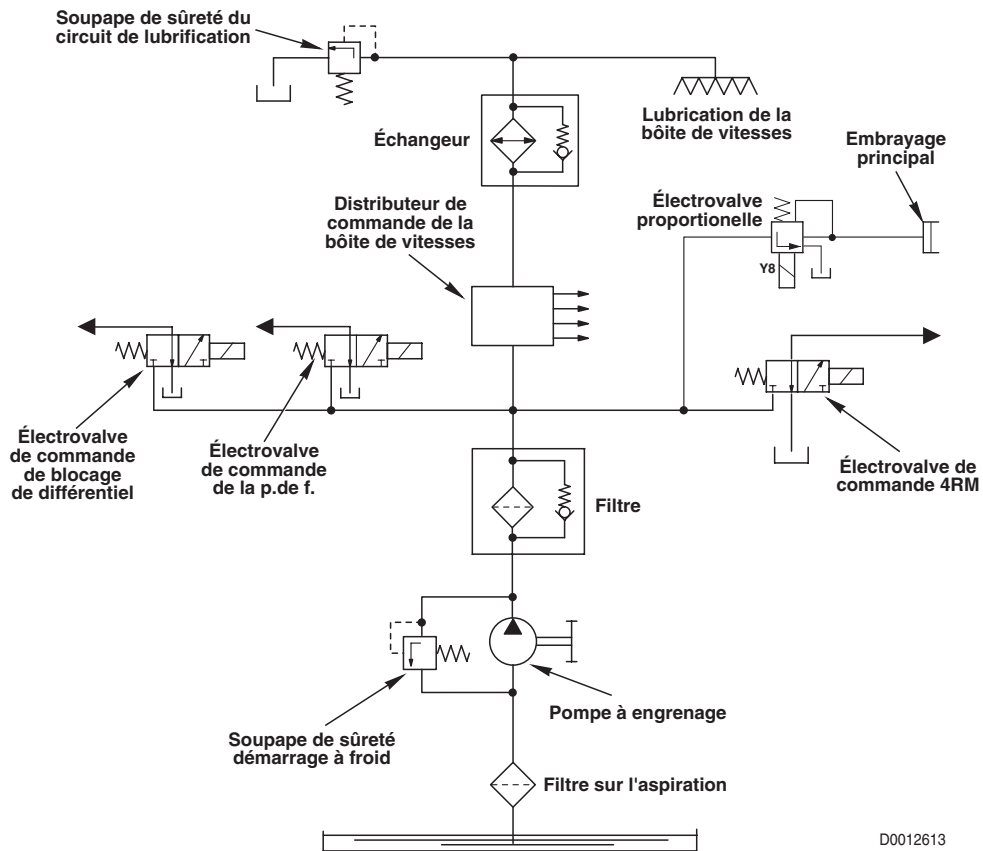 Soupape de sûreté du
circuit de lubrification
Lubrication de la
bôite de vitesses
Échangeur
Embrayage
principal
Distributeur de
commande de la
bôite de vitesses
Électrovalve
proportionelle
Y8
Électrovalve
de commande
de blocage
de différentiel
Électrovalve
de commande
de la p.de f.
Électrovalve de
commande 4RM
Filtre
Pompe à engrenage
Soupape de sûreté
démarrage à froid
Filtre sur l'aspiration
D0012613